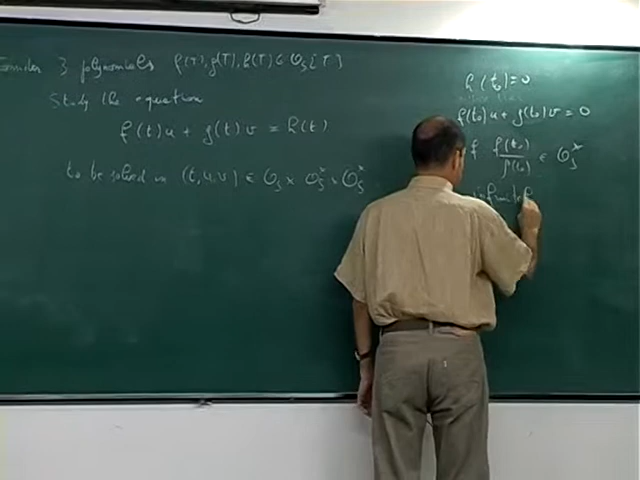 3 polynomials f(T), g(T), h(T) ∈ O_S[T]
Study the equation
f(t)u + g(t)v = h(t)
to be solved in (t, u, v) ∈ O_S × O_S^* × O_S^*
h(t_0) = 0
f(t_0)u + g(t_0)v = 0
f(t_0)/g(t_0) ∈ O_S^*